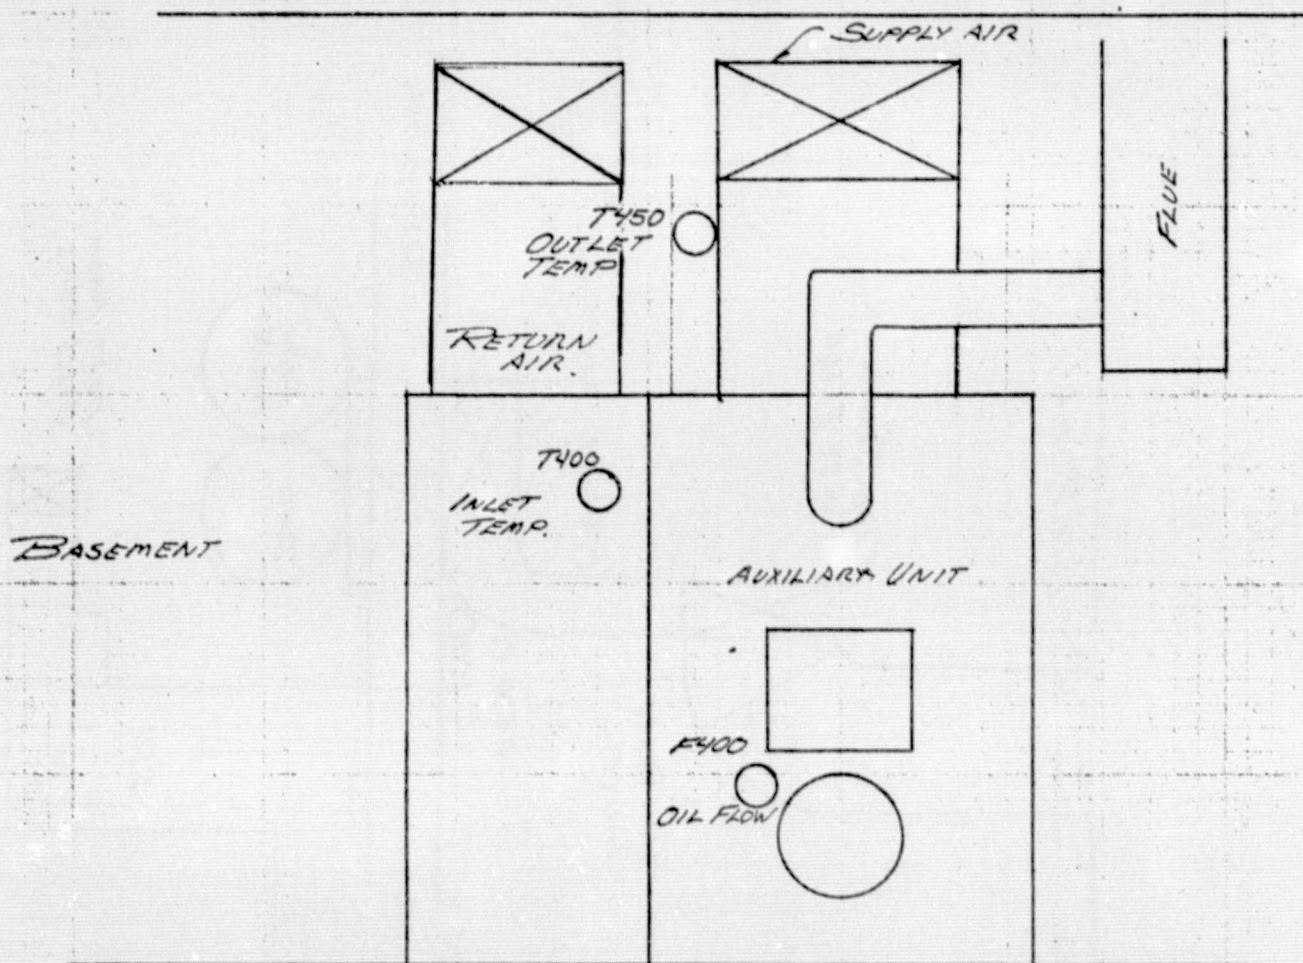 SUPPLY AIR
FLUE
T450
OUTLET
TEMP
RETURN
AIR.
T400
INLET
TEMP.
BASEMENT
AUXILIARY UNIT
F400
OIL FLOW